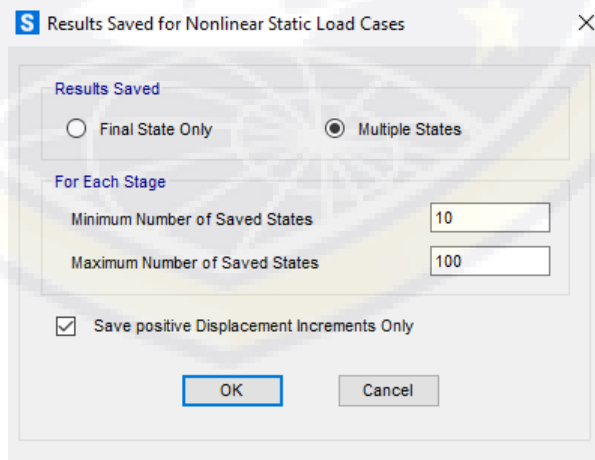 S Results Saved for Nonlinear Static Load Cases
Results Saved
Final State Only Multiple States
For Each Stage
Minimum Number of Saved States 10
Maximum Number of Saved States 100
Save positive Displacement Increments Only
OK Cancel